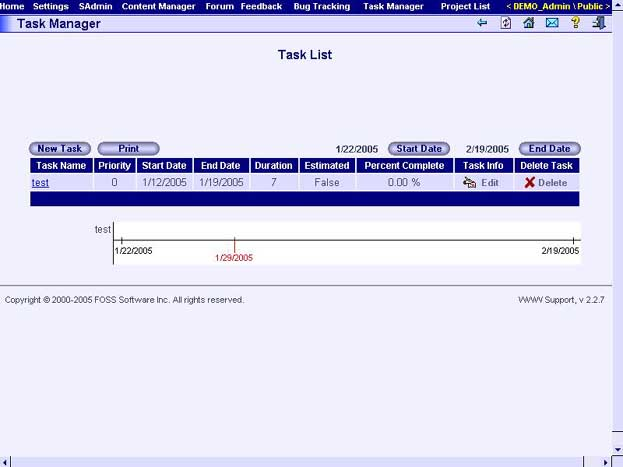 Home Settings SAdmin Content Manager Forum Feedback Bug Tracking Task Manager Project List < DEMO_Admin \ Public >
Task Manager
Task List
New Task Print 1/22/2005 Start Date 2/19/2005 End Date
Task Name Priority Start Date End Date Duration Estimated Percent Complete Task Info Delete Task
test 0 1/12/2005 1/19/2005 7 False 0.00 % Edit Delete
test
1/22/2005 1/29/2005 2/19/2005
Copyright © 2000-2005 FOSS Software Inc. All rights reserved. WWW Support, v 2.2.7